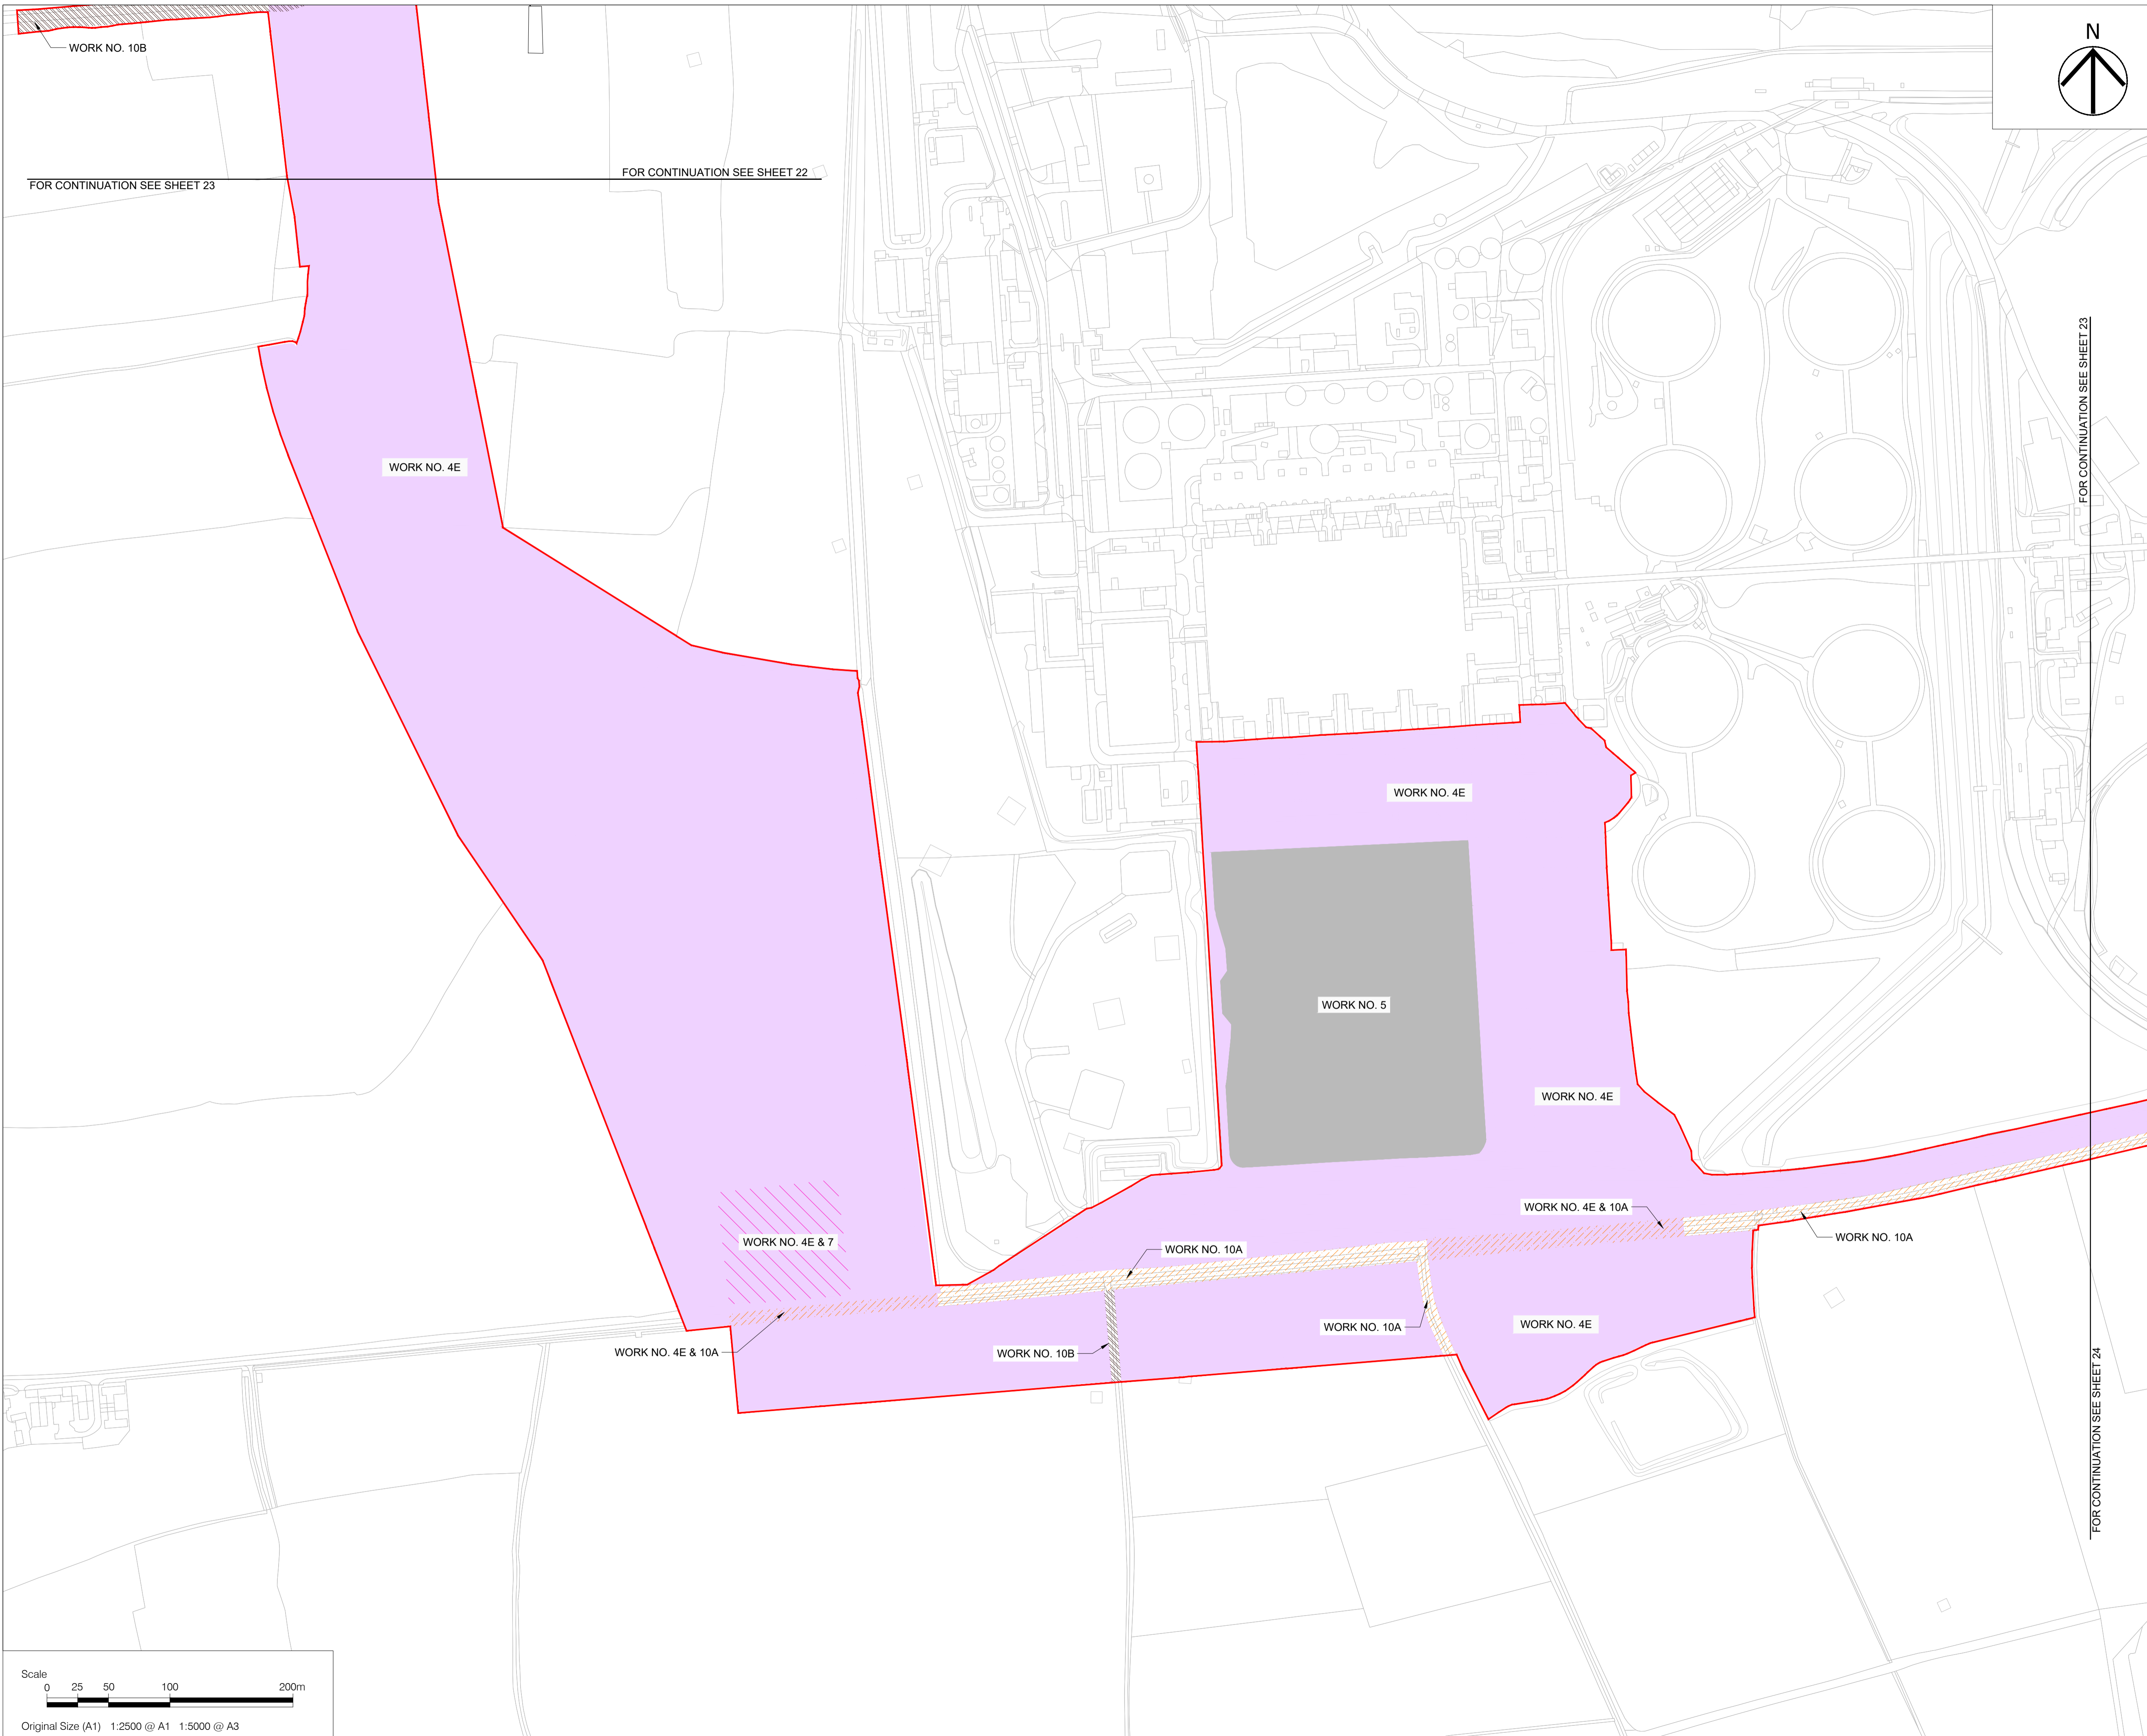 N
WORK NO. 10B
FOR CONTINUATION SEE SHEET 22
FOR CONTINUATION SEE SHEET 23
FOR CONTINUATION SEE SHEET 23
WORK NO. 4E
WORK NO. 4E
WORK NO. 5
WORK NO. 4E
WORK NO. 4E & 10A
WORK NO. 10A
WORK NO. 4E & 7
WORK NO. 10A
WORK NO. 4E
WORK NO. 10A
WORK NO. 4E & 10A
WORK NO. 10B
FOR CONTINUATION SEE SHEET 24
Scale
0 25 50 100 200m
Original Size (A1) 1:2500 @ A1 1:5000 @ A3